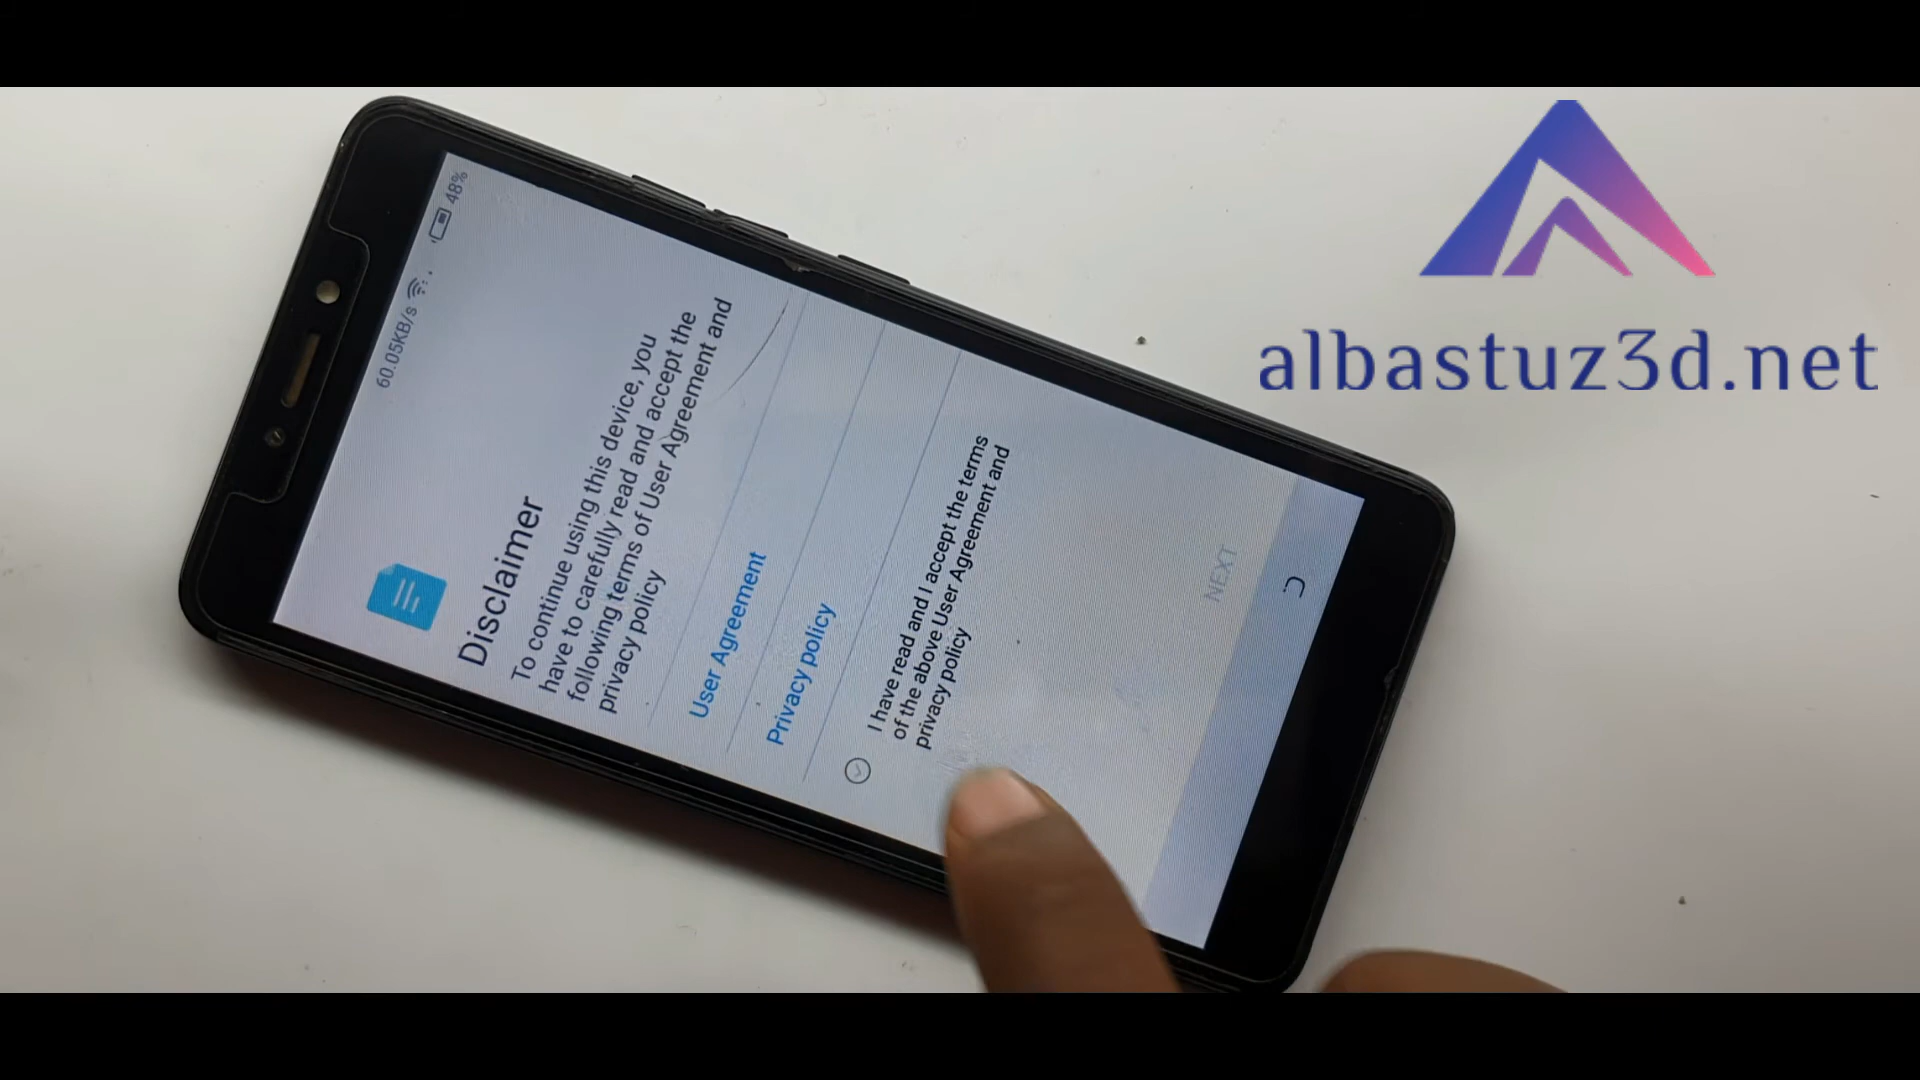 60.05KB/s
48%
Disclaimer
To continue using this device, you
have to carefully read and accept the
following terms of User Agreement and
privacy policy
User Agreement
Privacy policy
I have read and I accept the terms
of the above User Agreement and
privacy policy
NEXT
albastuz3d.net